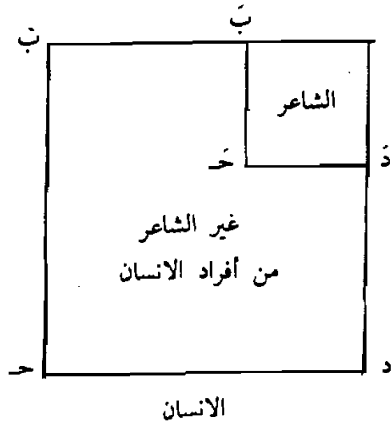 بَ
ب
الشاعر
حَـ
دَ
غير الشاعر
من أفراد الانسان
حـ
د
الانسان